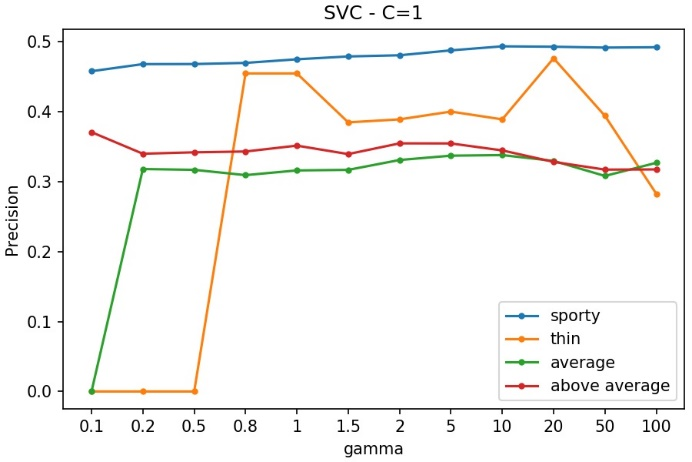 SVC - C=1
Precision
0.5
0.4
0.3
0.2
0.1
0.0
0.1 0.2 0.5 0.8 1 1.5 2 5 10 20 50 100
gamma
sporty
thin
average
above average